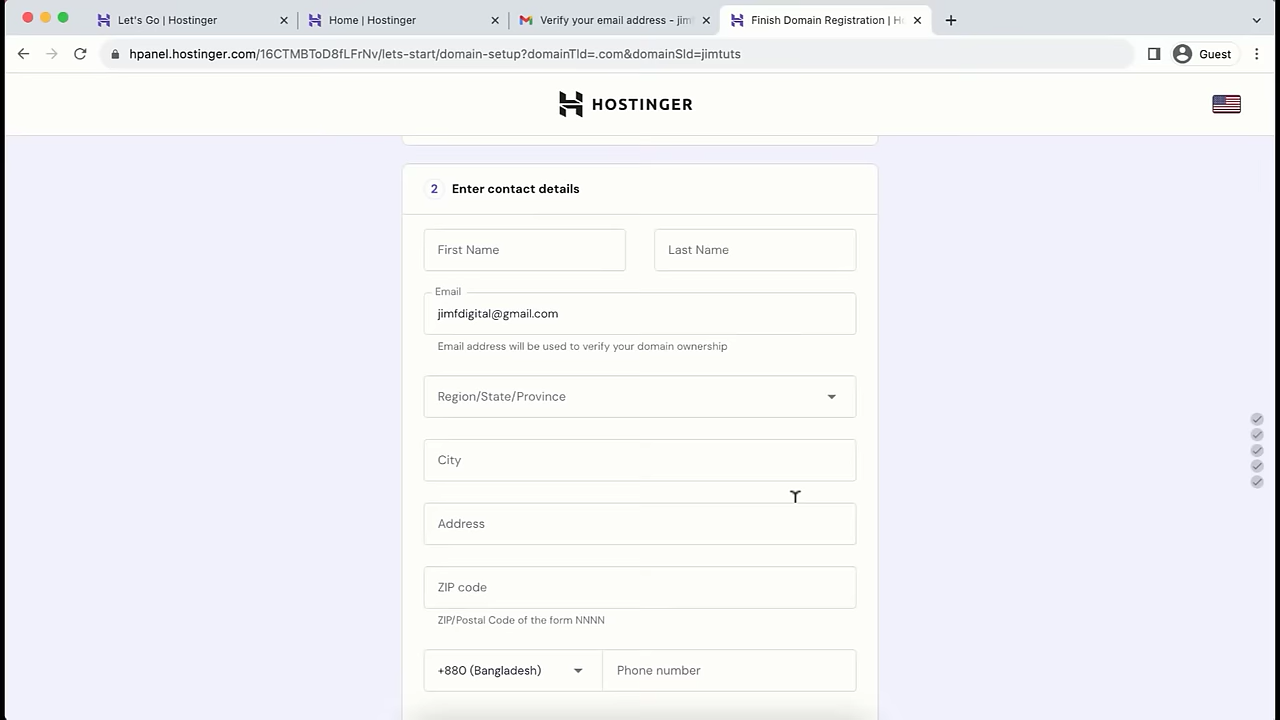 Let's Go | Hostinger
Home | Hostinger
Verify your email address - jim
Finish Domain Registration | H
hpanel.hostinger.com/16CTMBToD8fLFrNv/lets-start/domain-setup?domainTld=.com&domainSld=jimtuts
Guest
HOSTINGER
2 Enter contact details
First Name Last Name
Email
jimfdigital@gmail.com
Email address will be used to verify your domain ownership
Region/State/Province
City
Address
ZIP code
ZIP/Postal Code of the form NNNN
+880 (Bangladesh) Phone number